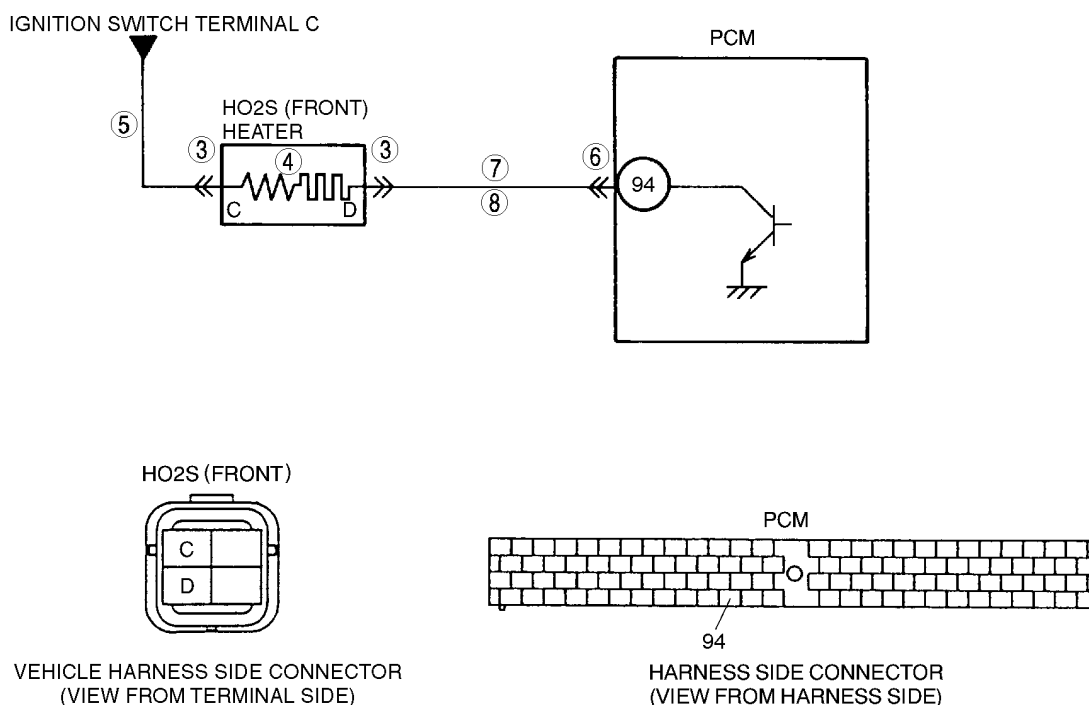 IGNITION SWITCH TERMINAL C
PCM
HO2S (FRONT)
HEATER
⑤
③
④
③
C
D
⑦
⑧
⑥
94
HO2S (FRONT)
C
D
VEHICLE HARNESS SIDE CONNECTOR
(VIEW FROM TERMINAL SIDE)
PCM
94
HARNESS SIDE CONNECTOR
(VIEW FROM HARNESS SIDE)